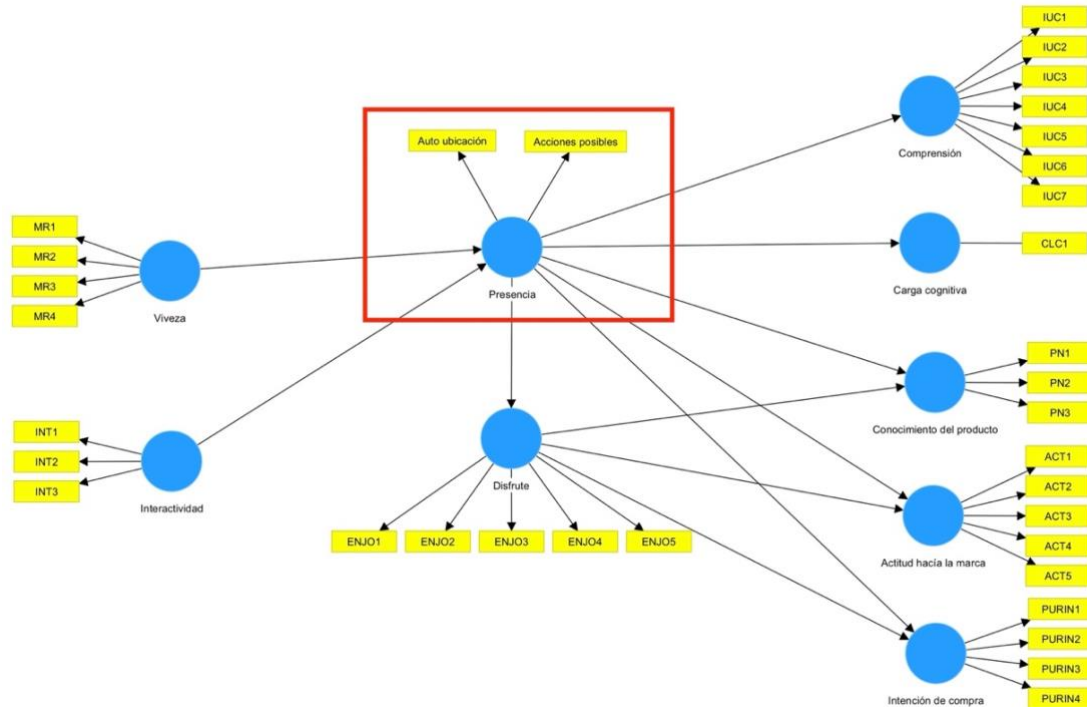 IUC1
IUC2
IUC3
IUC4
IUC5
IUC6
IUC7
Comprensión
Auto ubicación
Acciones posibles
Presencia
MR1
MR2
MR3
MR4
Viveza
CLC1
Carga cognitiva
PN1
PN2
PN3
Conocimiento del producto
INT1
INT2
INT3
Interactividad
Disfrute
ENJO1
ENJO2
ENJO3
ENJO4
ENJO5
ACT1
ACT2
ACT3
ACT4
ACT5
Actitud hacía la marca
PURIN1
PURIN2
PURIN3
PURIN4
Intención de compra